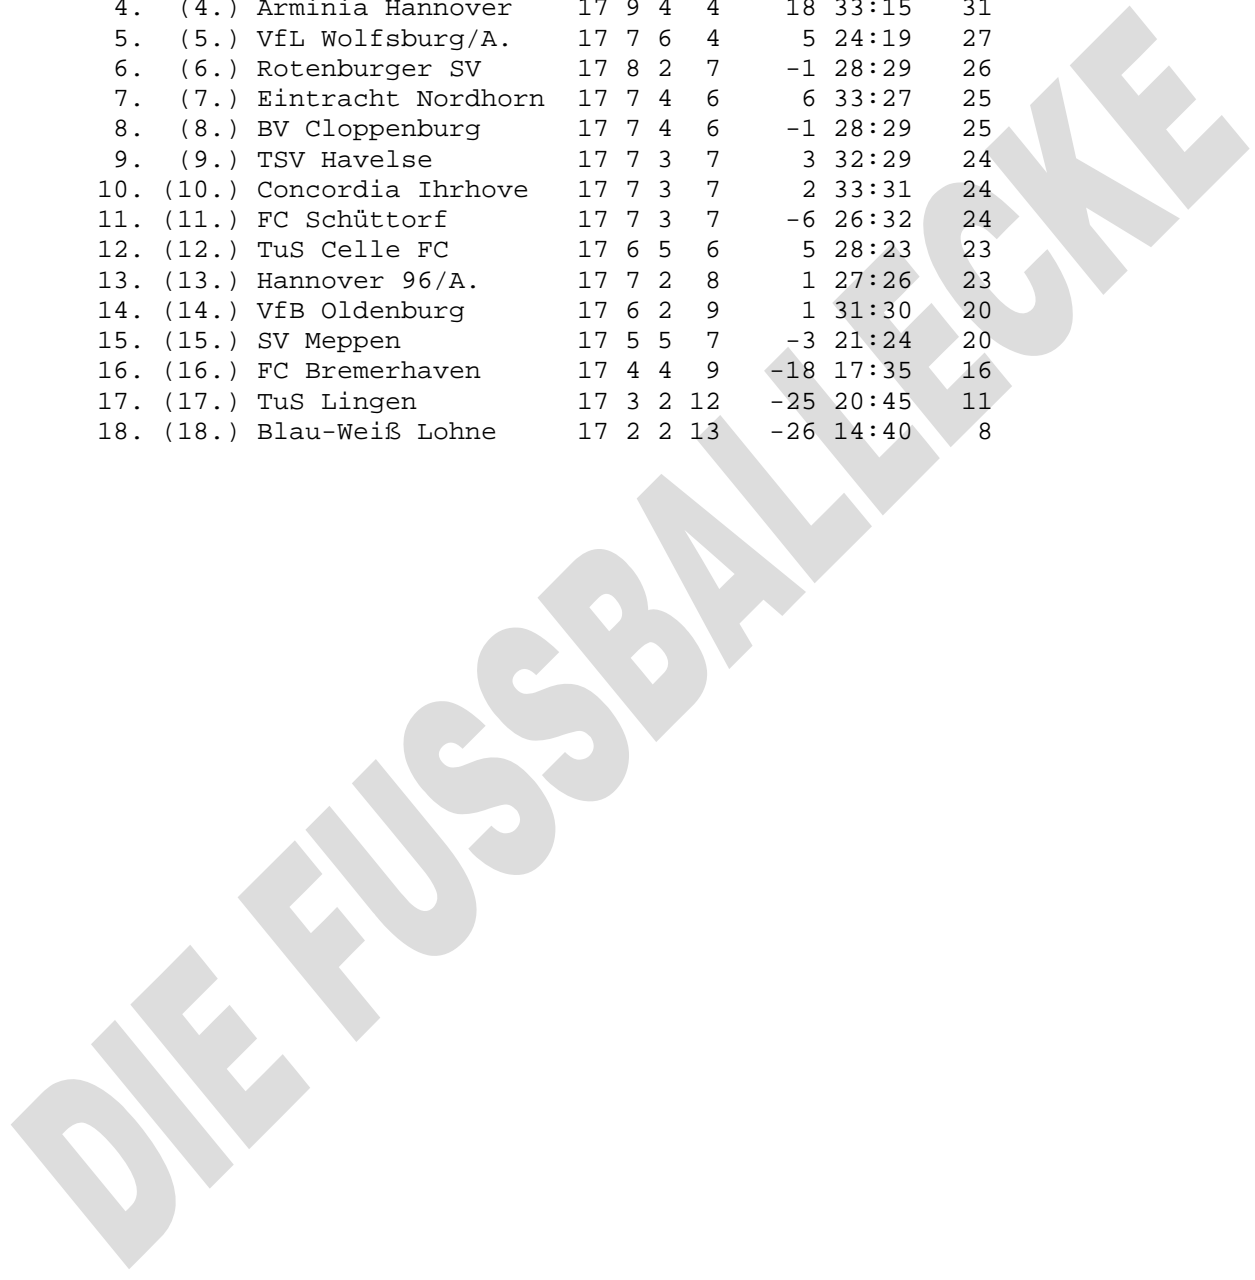 4. (4.) Arminia Hannover 17 9 4 4 18 33:15 31
5. (5.) VfL Wolfsburg/A. 17 7 6 4 5 24:19 27
6. (6.) Rotenburger SV 17 8 2 7 -1 28:29 26
7. (7.) Eintracht Nordhorn 17 7 4 6 6 33:27 25
8. (8.) BV Cloppenburg 17 7 4 6 -1 28:29 25
9. (9.) TSV Havelse 17 7 3 7 3 32:29 24
10. (10.) Concordia Ihrhove 17 7 3 7 2 33:31 24
11. (11.) FC Schüttorf 17 7 3 7 -6 26:32 24
12. (12.) TuS Celle FC 17 6 5 6 5 28:23 23
13. (13.) Hannover 96/A. 17 7 2 8 1 27:26 23
14. (14.) VfB Oldenburg 17 6 2 9 1 31:30 20
15. (15.) SV Meppen 17 5 5 7 -3 21:24 20
16. (16.) FC Bremerhaven 17 4 4 9 -18 17:35 16
17. (17.) TuS Lingen 17 3 2 12 -25 20:45 11
18. (18.) Blau-Weiß Lohne 17 2 2 13 -26 14:40 8
DIE FUSSBALLECKE